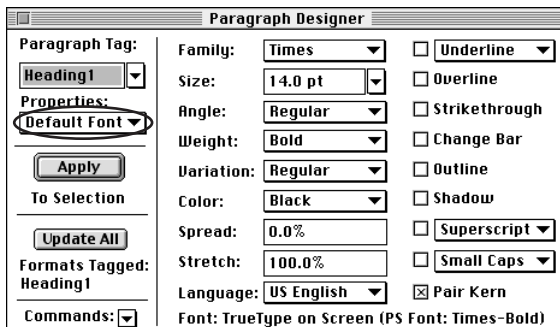 Paragraph Designer
Paragraph Tag:
Heading1
Properties:
Default Font
Apply
To Selection
Update All
Formats Tagged:
Heading1
Commands:
Family: Times
Size: 14.0 pt
Angle: Regular
Weight: Bold
Variation: Regular
Color: Black
Spread: 0.0%
Stretch: 100.0%
Language: US English
Underline
Overline
Strikethrough
Change Bar
Outline
Shadow
Superscript
Small Caps
Pair Kern
Font: TrueType on Screen (PS Font: Times-Bold)